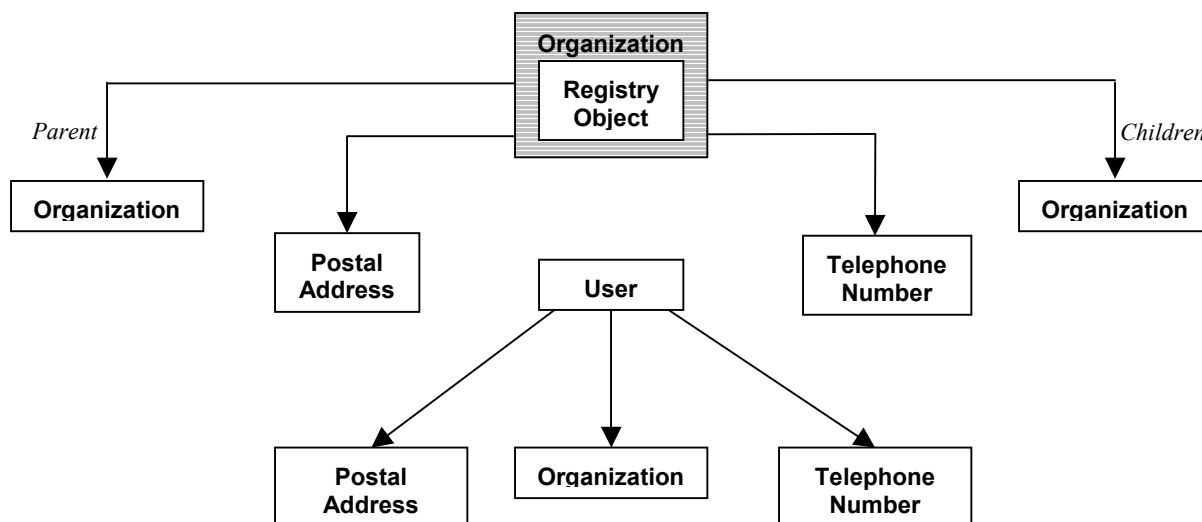 Organization
Registry
Object
Parent
Children
Organization
Organization
Postal
Address
User
Telephone
Number
Postal
Address
Organization
Telephone
Number